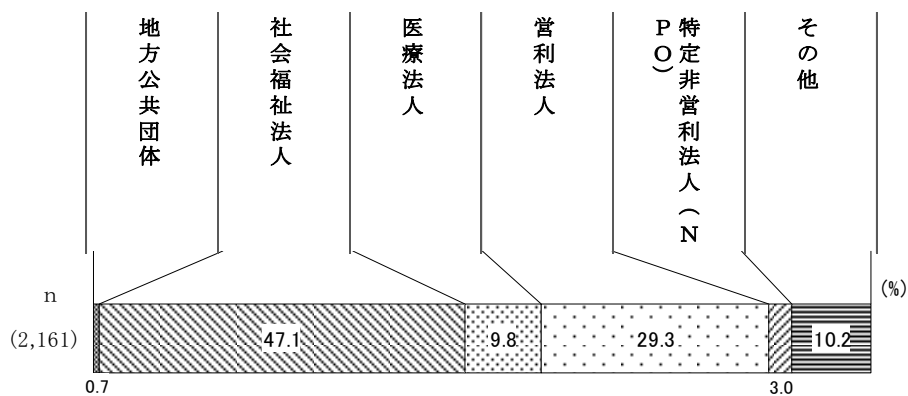 地方公共団体
社会福祉法人
医療法人
営利法人
特定非営利法人（N
PO）
その他
n
(%)
(2,161)
47.1
9.8
29.3
10.2
0.7
3.0